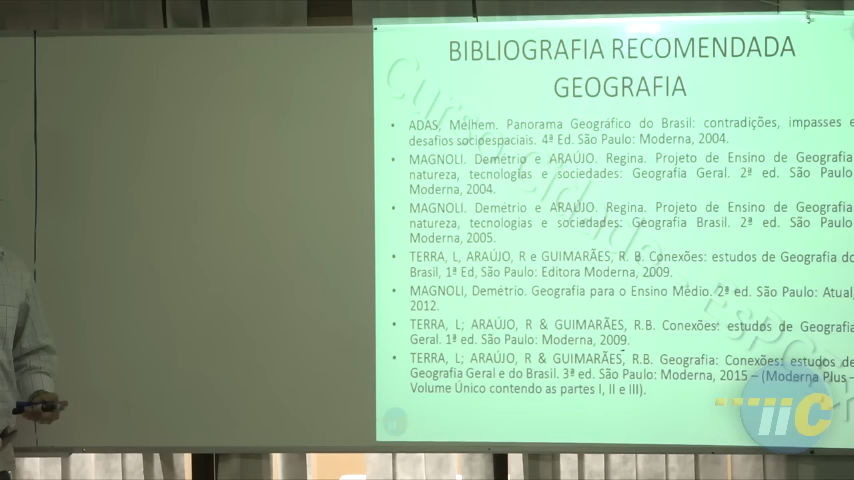 BIBLIOGRAFIA RECOMENDADA
GEOGRAFIA
• ADAS, Melhem. Panorama Geográfico do Brasil: contradições, impasses e
desafios socioespaciais. 4ª Ed. São Paulo: Moderna, 2004.
• MAGNOLI. Demétrio e ARAÚJO. Regina. Projeto de Ensino de Geografia
natureza, tecnologias e sociedades: Geografia Geral. 2ª ed. São Paulo
Moderna, 2004.
• MAGNOLI. Demétrio e ARAÚJO. Regina. Projeto de Ensino de Geografia
natureza, tecnologias e sociedades: Geografia Brasil. 2ª ed. São Paulo
Moderna, 2005.
• TERRA, L, ARAÚJO, R e GUIMARÃES, R. B. Conexões: estudos de Geografia do
Brasil, 1ª Ed, São Paulo: Editora Moderna, 2009.
• MAGNOLI, Demétrio. Geografia para o Ensino Médio. 2ª ed. São Paulo: Atual,
2012.
• TERRA, L; ARAÚJO, R & GUIMARÃES, R.B. Conexões: estudos de Geografia
Geral. 1ª ed. São Paulo: Moderna, 2009.
• TERRA, L; ARAÚJO, R & GUIMARÃES, R.B. Geografia: Conexões: estudos de
Geografia Geral e do Brasil. 3ª ed. São Paulo: Moderna, 2015 – (Moderna Plus –
Volume Único contendo as partes I, II e III).
Curso Cidade
iiC